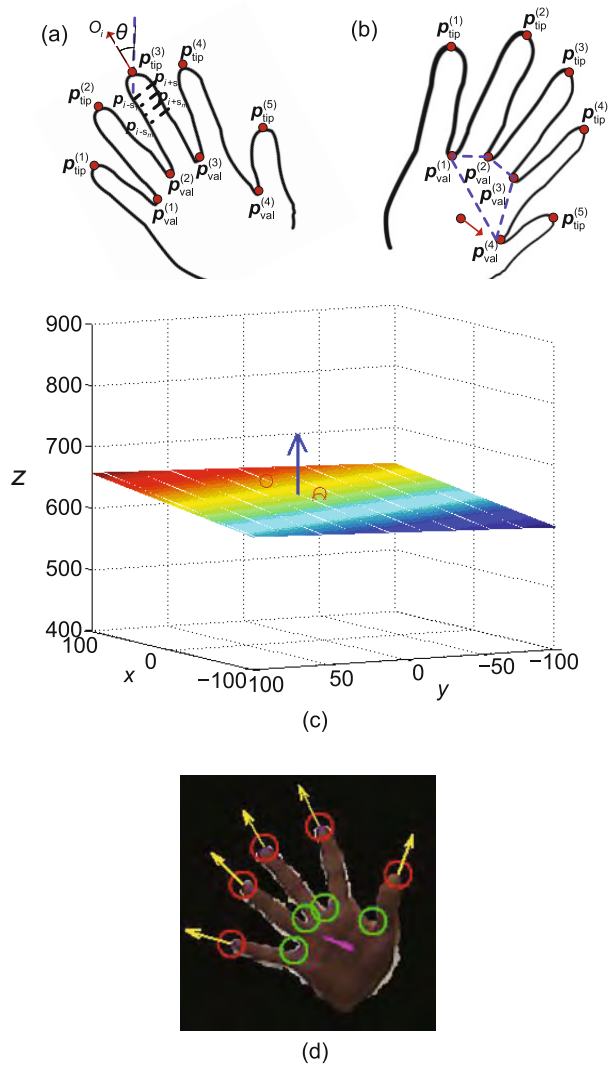 (a)
O_i θ
p_tip^(3)
p_tip^(4)
p_i+s
p_tip^(2)
p_i-s_1
p_i+s_m
p_i-s_m
p_tip^(5)
p_tip^(1)
p_val^(2)
p_val^(3)
p_val^(1)
p_val^(4)
(b)
p_tip^(1)
p_tip^(2)
p_tip^(3)
p_tip^(4)
p_val^(1)
p_val^(2)
p_val^(3)
p_tip^(5)
p_val^(4)
900
800
700
z
600
500
400
100
0
x
−100
100
50
0
y
−50
−100
(c)
(d)